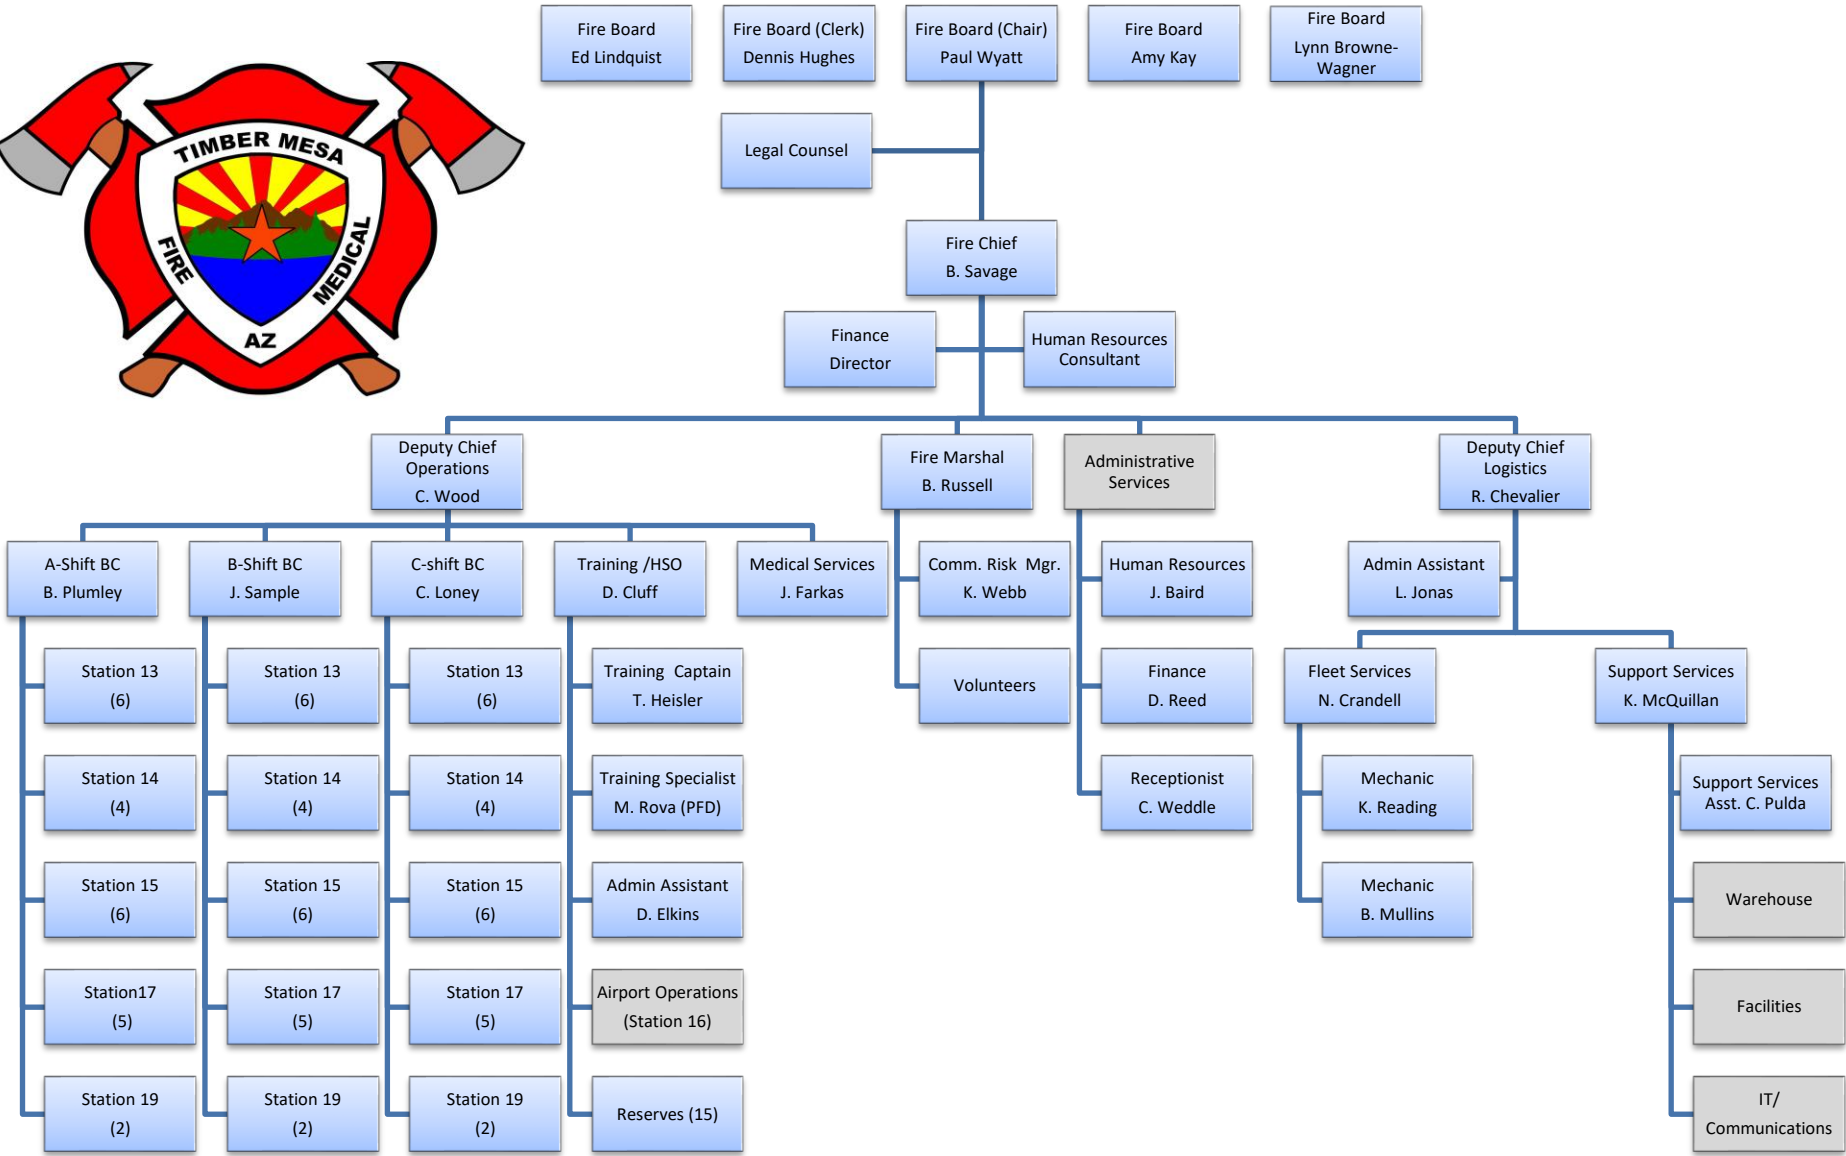 Fire Board
Ed Lindquist
Fire Board (Clerk)
Dennis Hughes
Fire Board (Chair)
Paul Wyatt
Fire Board
Amy Kay
Fire Board
Lynn Browne-
Wagner
TIMBER MESA
FIRE
MEDICAL
AZ
Legal Counsel
Fire Chief
B. Savage
Finance
Director
Human Resources
Consultant
Deputy Chief
Operations
C. Wood
Fire Marshal
B. Russell
Administrative
Services
Deputy Chief
Logistics
R. Chevalier
A-Shift BC
B. Plumley
B-Shift BC
J. Sample
C-shift BC
C. Loney
Training /HSO
D. Cluff
Medical Services
J. Farkas
Comm. Risk Mgr.
K. Webb
Human Resources
J. Baird
Admin Assistant
L. Jonas
Station 13
(6)
Station 13
(6)
Station 13
(6)
Training Captain
T. Heisler
Volunteers
Finance
D. Reed
Fleet Services
N. Crandell
Support Services
K. McQuillan
Station 14
(4)
Station 14
(4)
Station 14
(4)
Training Specialist
M. Rova (PFD)
Receptionist
C. Weddle
Mechanic
K. Reading
Support Services
Asst. C. Pulda
Station 15
(6)
Station 15
(6)
Station 15
(6)
Admin Assistant
D. Elkins
Mechanic
B. Mullins
Warehouse
Station17
(5)
Station 17
(5)
Station 17
(5)
Airport Operations
(Station 16)
Facilities
Station 19
(2)
Station 19
(2)
Station 19
(2)
Reserves (15)
IT/
Communications